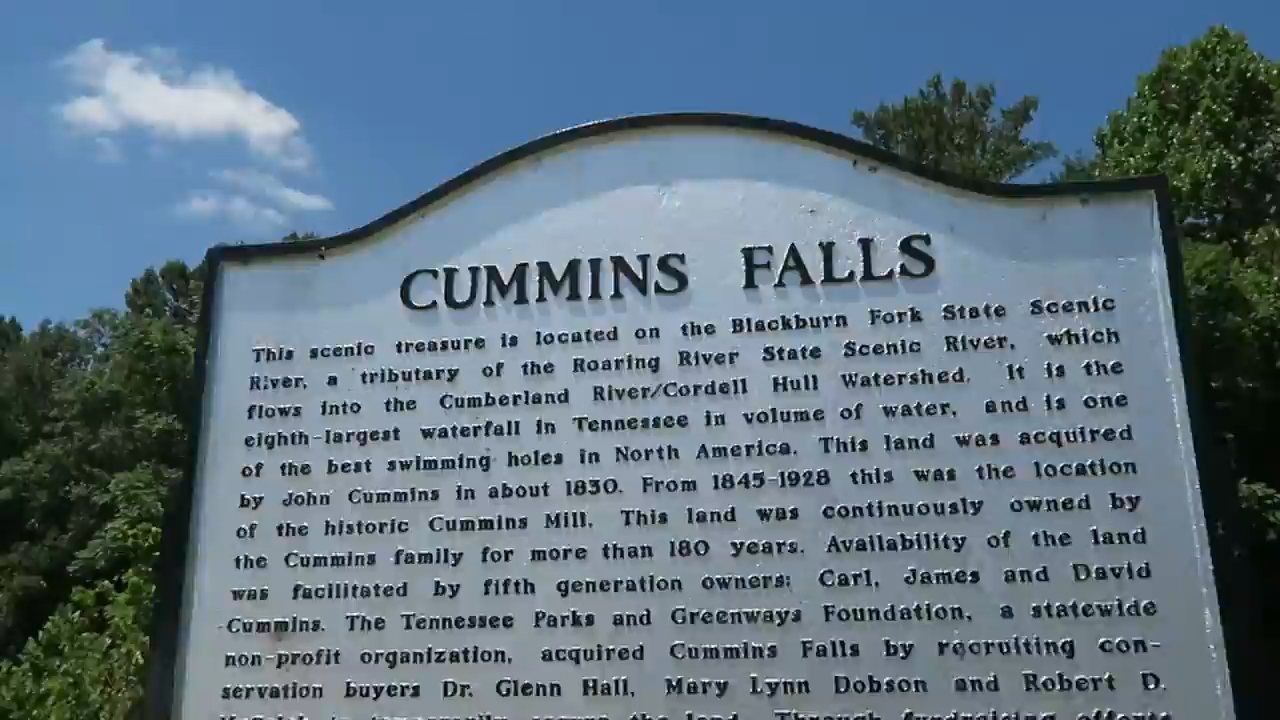 CUMMINS FALLS
This scenic treasure is located on the Blackburn Fork State Scenic
River, a tributary of the Roaring River State Scenic River, which
flows into the Cumberland River/Cordell Hull Watershed. It is the
eighth-largest waterfall in Tennessee in volume of water, and is one
of the best swimming holes in North America. This land was acquired
by John Cummins in about 1830. From 1845-1928 this was the location
of the historic Cummins Mill. This land was continuously owned by
the Cummins family for more than 180 years. Availability of the land
was facilitated by fifth generation owners: Carl, James and David
Cummins. The Tennessee Parks and Greenways Foundation, a statewide
non-profit organization, acquired Cummins Falls by recruiting con-
servation buyers Dr. Glenn Hall, Mary Lynn Dobson and Robert D.
the land. Through fundraising efforts